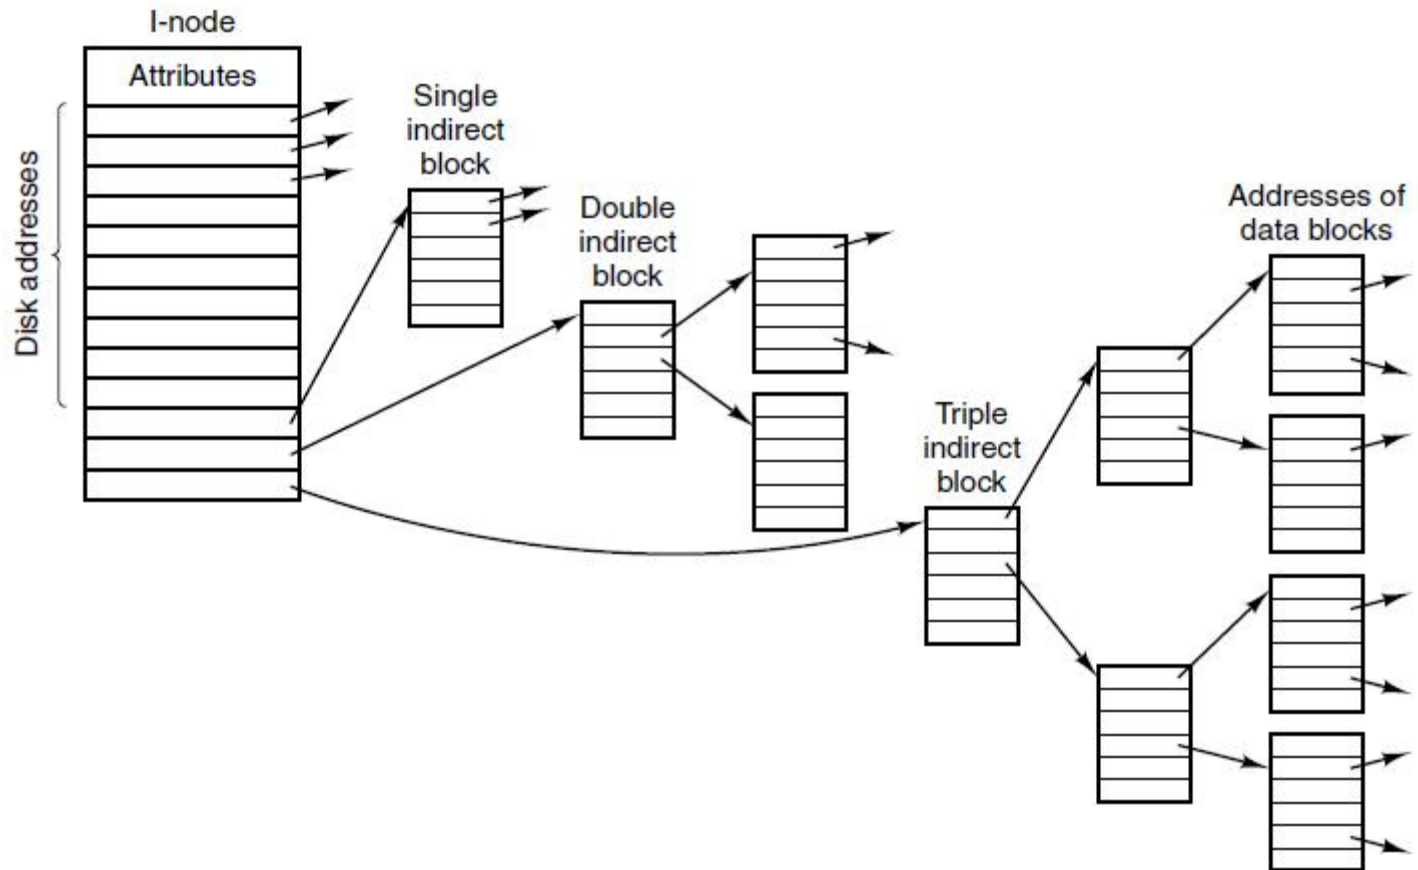 I-node
Attributes
Disk addresses
Single
indirect
block
Double
indirect
block
Triple
indirect
block
Addresses of
data blocks